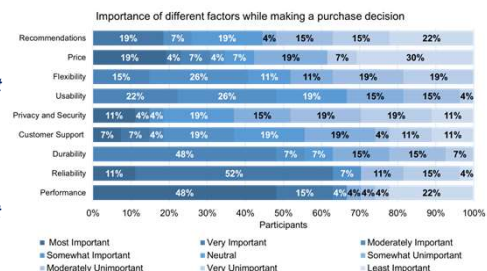 Importance of different factors while making a purchase decision
Recommendations 19% 7% 19% 4% 15% 15% 22%
Price 19% 4% 7% 4% 7% 19% 7% 30%
Flexibility 15% 26% 11% 11% 19% 19%
Usability 22% 26% 19% 15% 15% 4%
Privacy and Security 11% 4% 4% 19% 15% 19% 19% 11%
Customer Support 7% 7% 4% 19% 19% 19% 4% 11% 11%
Durability 48% 7% 7% 15% 15% 7%
Reliability 11% 52% 7% 11% 15% 4%
Performance 48% 15% 4% 4% 4% 4% 22%
0% 10% 20% 30% 40% 50% 60% 70% 80% 90% 100%
Participants
Most Important Very Important Moderately Important
Somewhat Important Neutral Somewhat Unimportant
Moderately Unimportant Very Unimportant Least Important